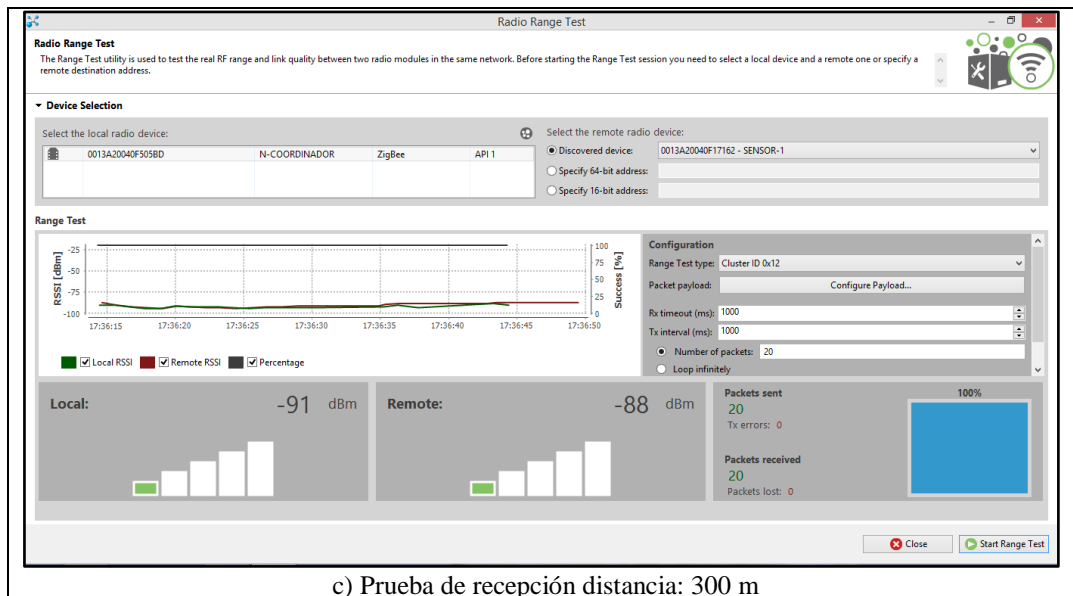 Radio Range Test
Radio Range Test
The Range Test utility is used to test the real RF range and link quality between two radio modules in the same network. Before starting the Range Test session you need to select a local device and a remote one or specify a
remote destination address.
Device Selection
Select the local radio device:
0013A20040F505BD N-COORDINADOR ZigBee API 1
Select the remote radio device:
Discovered device: 0013A20040F17162 - SENSOR-1
Specify 64-bit address:
Specify 16-bit address:
Range Test
RSSI [dBm]
-25
-50
-75
-100
100
75
50
25
0
Success [%]
17:36:15 17:36:20 17:36:25 17:36:30 17:36:35 17:36:40 17:36:45 17:36:50
Local RSSI Remote RSSI Percentage
Configuration
Range Test type: Cluster ID 0x12
Packet payload: Configure Payload...
Rx timeout (ms): 1000
Tx interval (ms): 1000
Number of packets: 20
Loop infinitely
Local: -91 dBm
Remote: -88 dBm
Packets sent
20
Tx errors: 0
Packets received
20
Packets lost: 0
100%
Close Start Range Test
c) Prueba de recepción distancia: 300 m